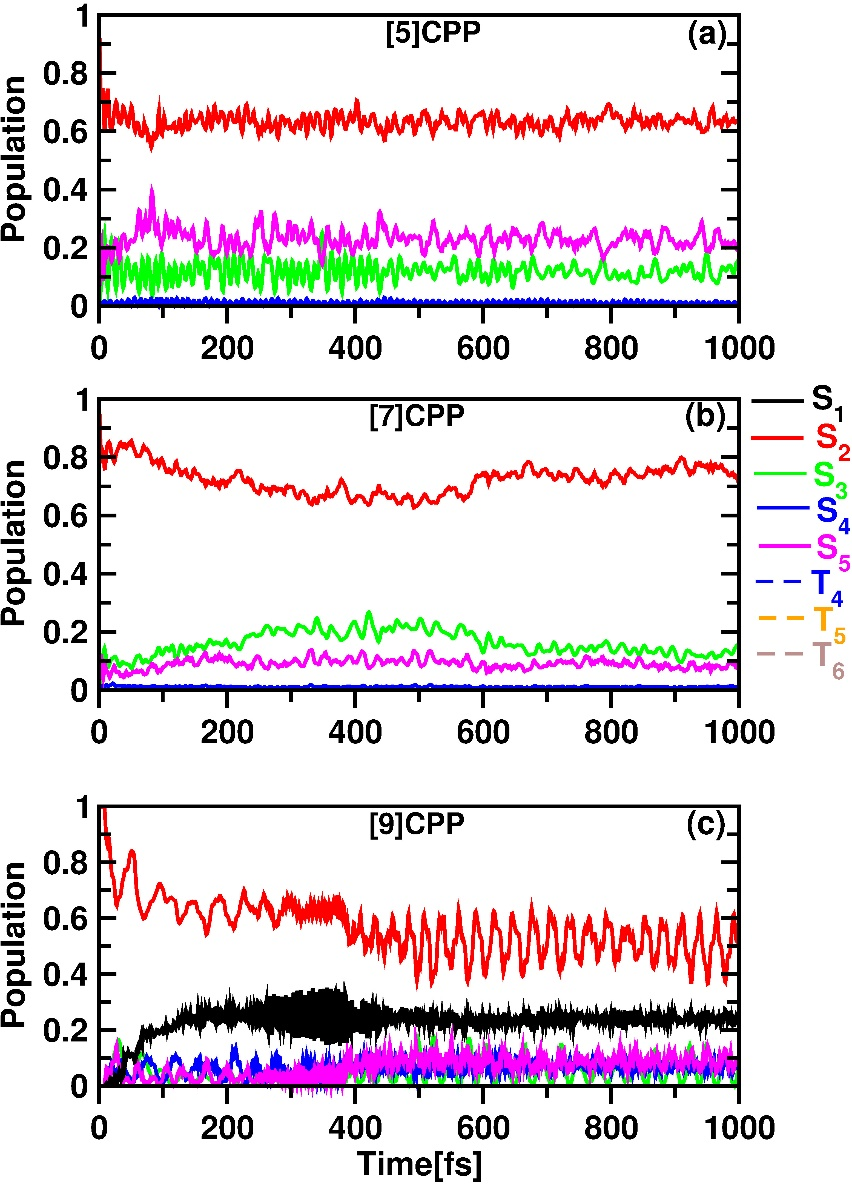 [5]CPP
(a)
1
0.8
0.6
0.4
0.2
0
Population
0 200 400 600 800 1000
[7]CPP
(b)
1
0.8
0.6
0.4
0.2
0
Population
0 200 400 600 800 1000
S1
S2
S3
S4
S5
T4
T5
T6
[9]CPP
(c)
1
0.8
0.6
0.4
0.2
0
Population
0 200 400 600 800 1000
Time[fs]